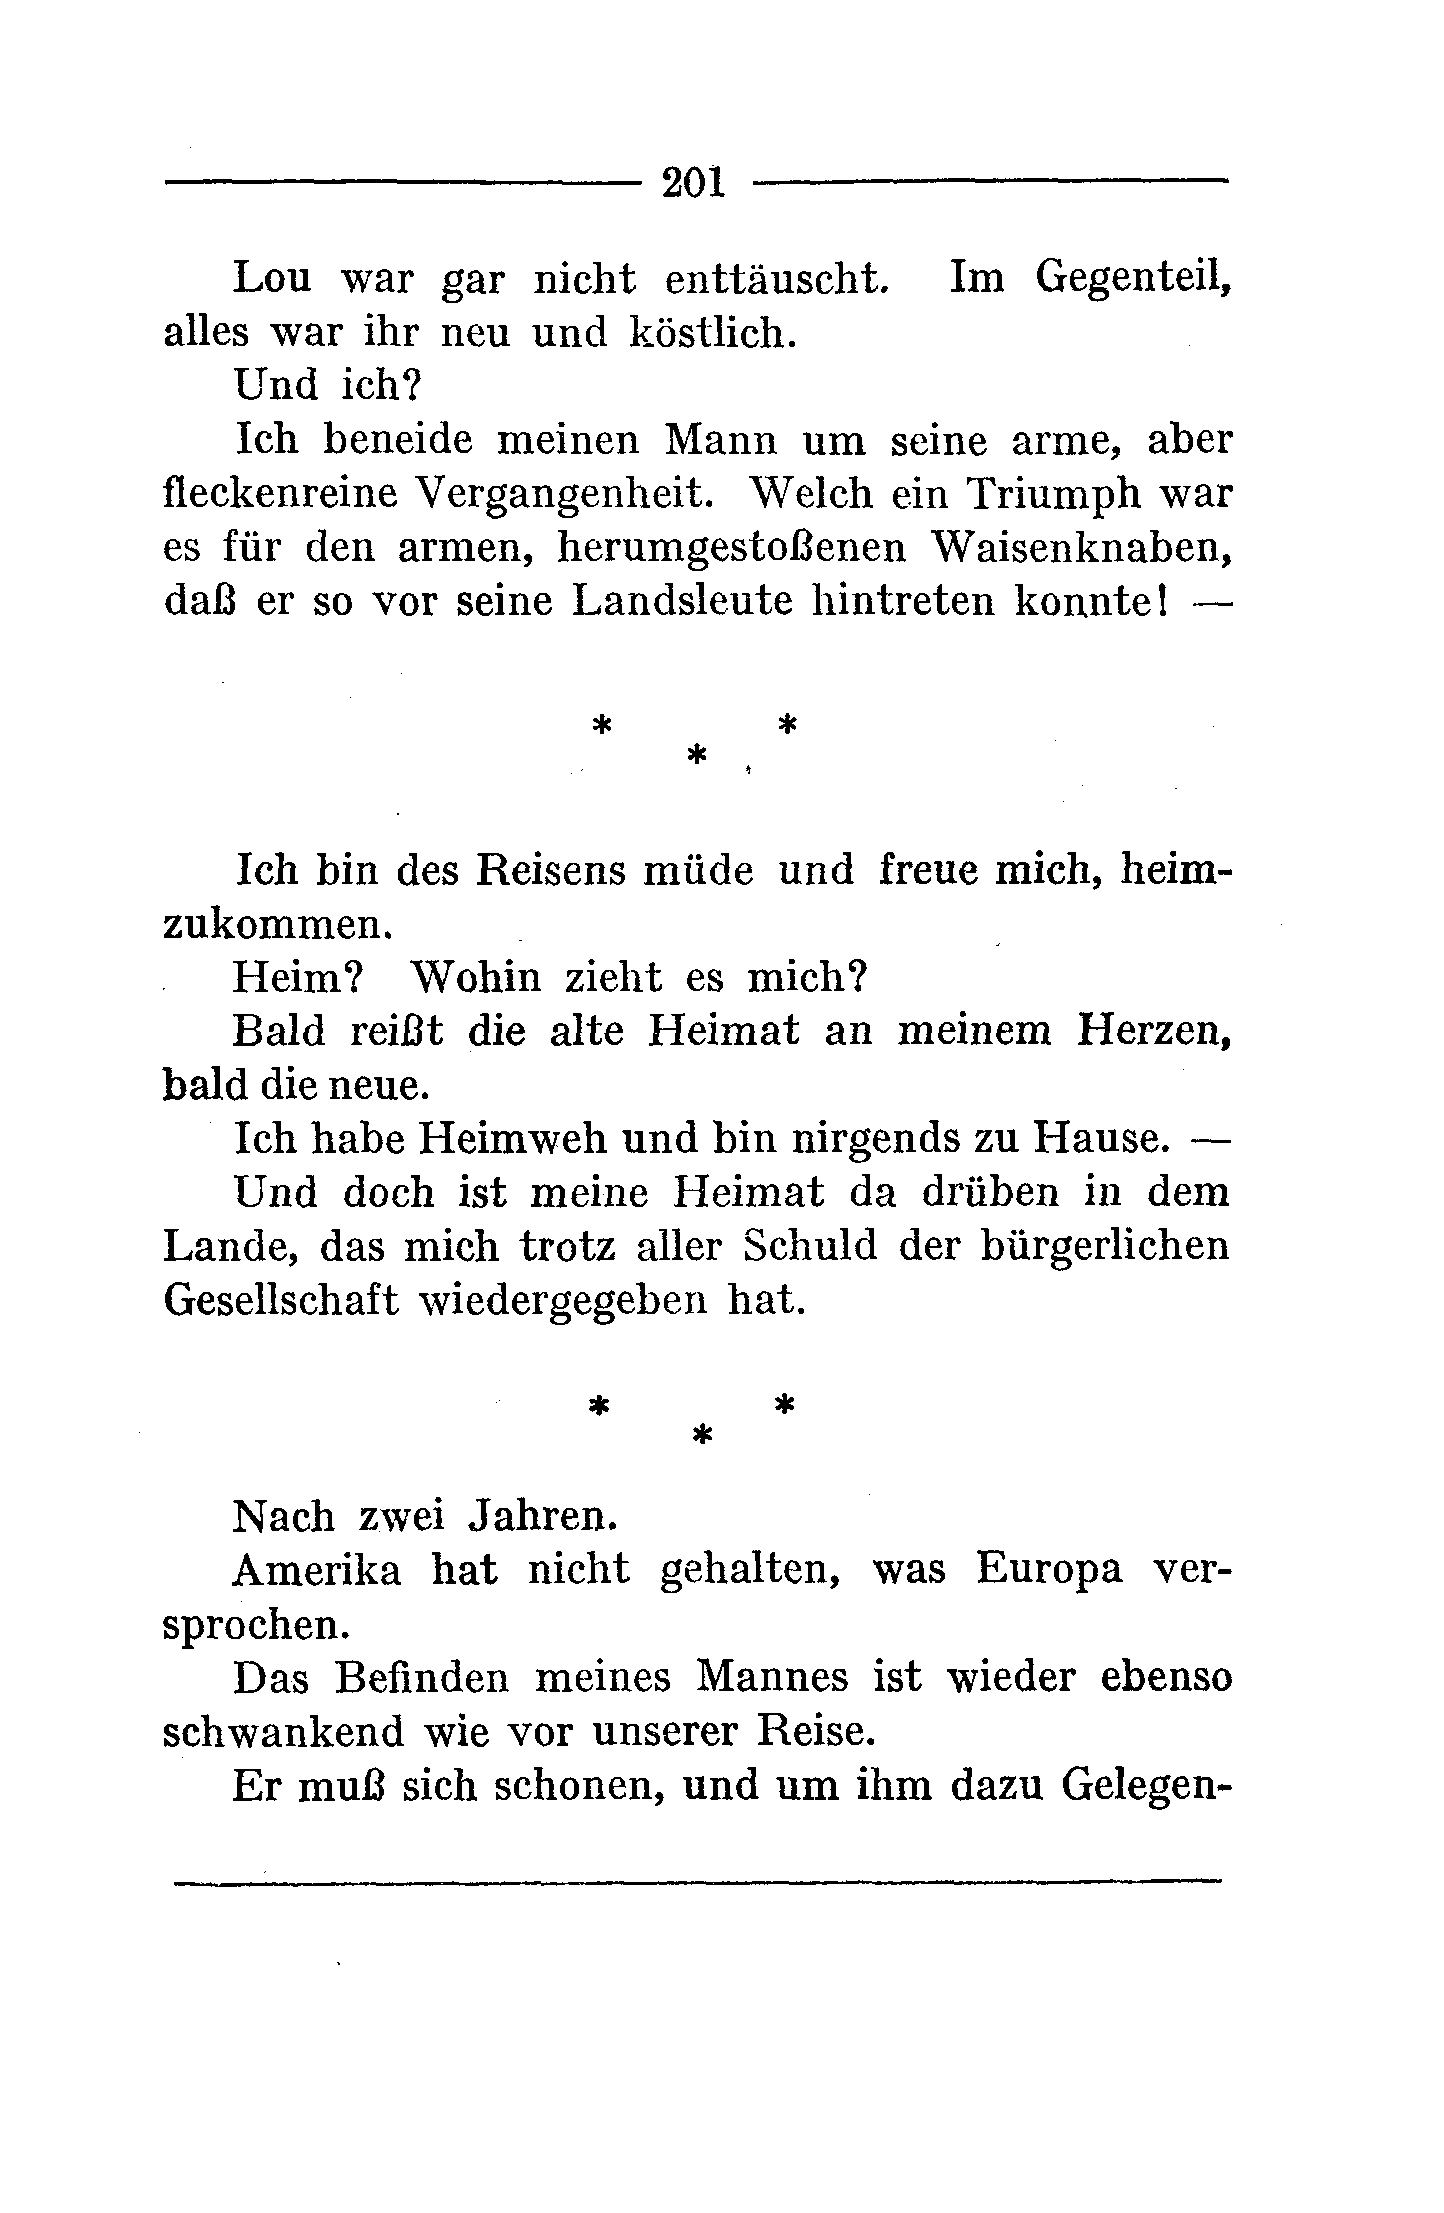 201
Lou war gar nicht enttäuscht. Im Gegenteil,
alles war ihr neu und köstlich.
Und ich?
Ich beneide meinen Mann um seine arme, aber
fleckenreine Vergangenheit. Welch ein Triumph war
es für den armen, herumgestoßenen Waisenknaben,
daß er so vor seine Landsleute hintreten konnte! —
* *
*
Ich bin des Reisens müde und freue mich, heim-
zukommen.
Heim? Wohin zieht es mich?
Bald reißt die alte Heimat an meinem Herzen,
bald die neue.
Ich habe Heimweh und bin nirgends zu Hause. —
Und doch ist meine Heimat da drüben in dem
Lande, das mich trotz aller Schuld der bürgerlichen
Gesellschaft wiedergegeben hat.
* *
*
Nach zwei Jahren.
Amerika hat nicht gehalten, was Europa ver-
sprochen.
Das Befinden meines Mannes ist wieder ebenso
schwankend wie vor unserer Reise.
Er muß sich schonen, und um ihm dazu Gelegen-